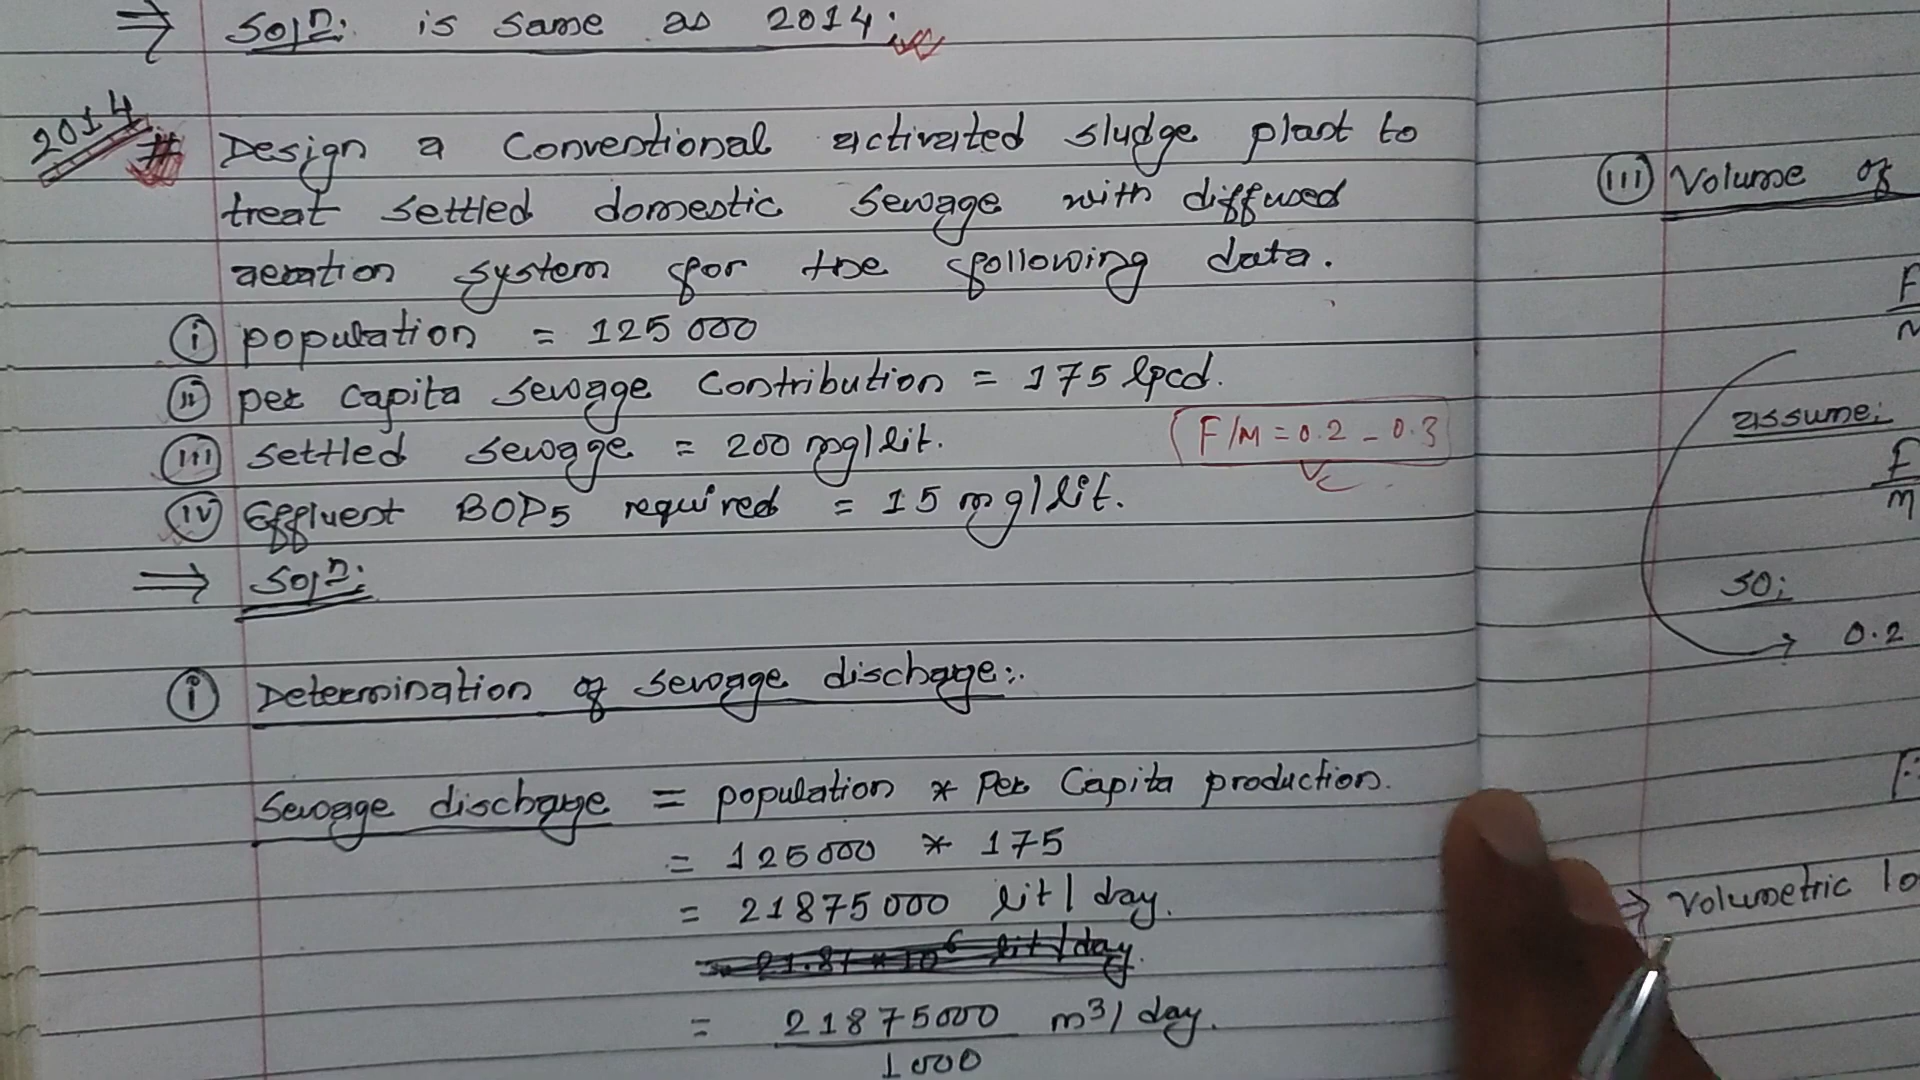 ⇒ Sol^n: is same as 2014.
2014 # Design a Conventional activated sludge plant to
treat settled domestic sewage with diffused
aeration system for the following data.
(i) population = 125000
(ii) per Capita sewage Contribution = 175 lpcd.
(iii) settled sewage = 200 mg/lit.
F/M = 0.2 - 0.3
(iv) Effluent BOD5 required = 15 mg/lit.
⇒ Sol^n:
(i) Determination of sewage discharge:.
Sewage discharge = population * Per Capita production.
= 125000 * 175
= 21875000 lit/day.
= 21875000 m3/day.
1000
(iii) Volume of
F
assume;
F
m
so;
→ 0.2
⇒ Volumetric lo